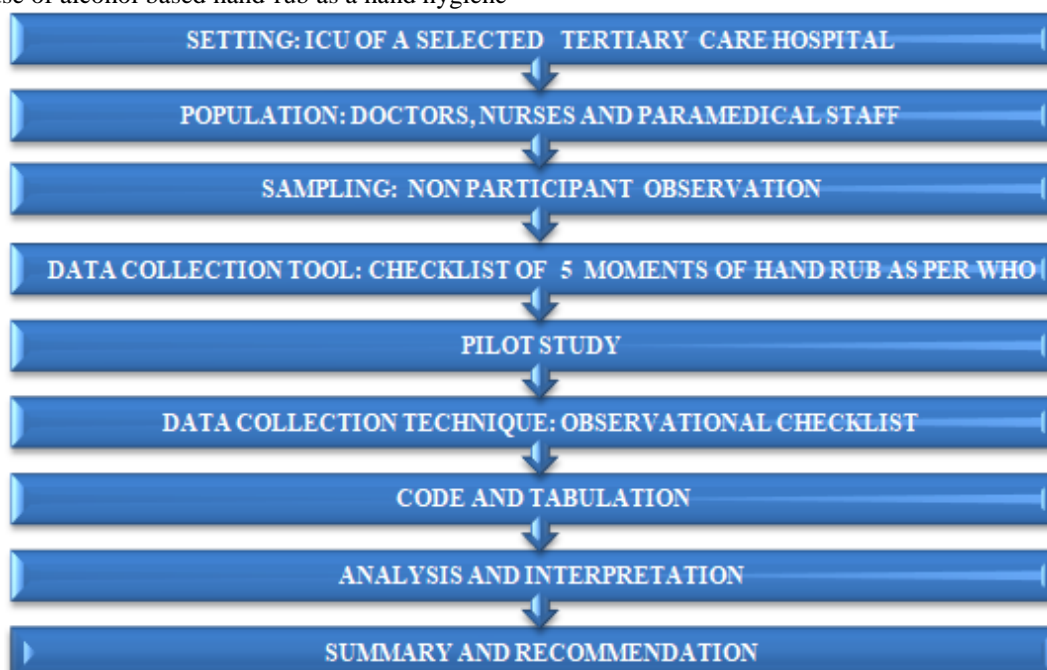 use of alcohol based hand rub as a hand hygiene
SETTING: ICU OF A SELECTED TERTIARY CARE HOSPITAL
POPULATION: DOCTORS, NURSES AND PARAMEDICAL STAFF
SAMPLING: NON PARTICIPANT OBSERVATION
DATA COLLECTION TOOL: CHECKLIST OF 5 MOMENTS OF HAND RUB AS PER WHO
PILOT STUDY
DATA COLLECTION TECHNIQUE: OBSERVATIONAL CHECKLIST
CODE AND TABULATION
ANALYSIS AND INTERPRETATION
SUMMARY AND RECOMMENDATION